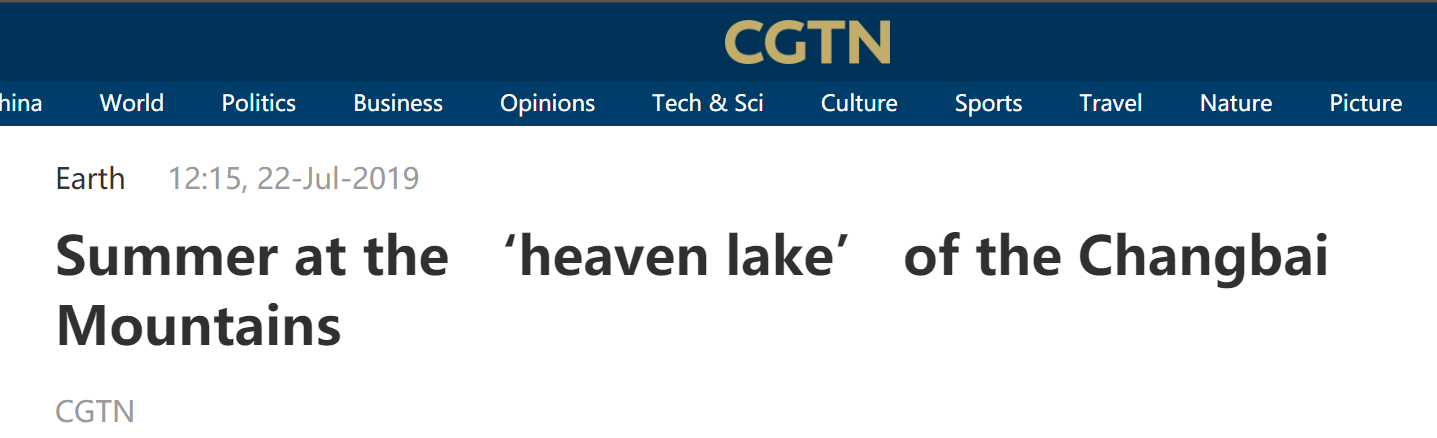 CGTN
hina World Politics Business Opinions Tech & Sci Culture Sports Travel Nature Picture
Earth 12:15, 22-Jul-2019
Summer at the ‘heaven lake’ of the Changbai
Mountains
CGTN